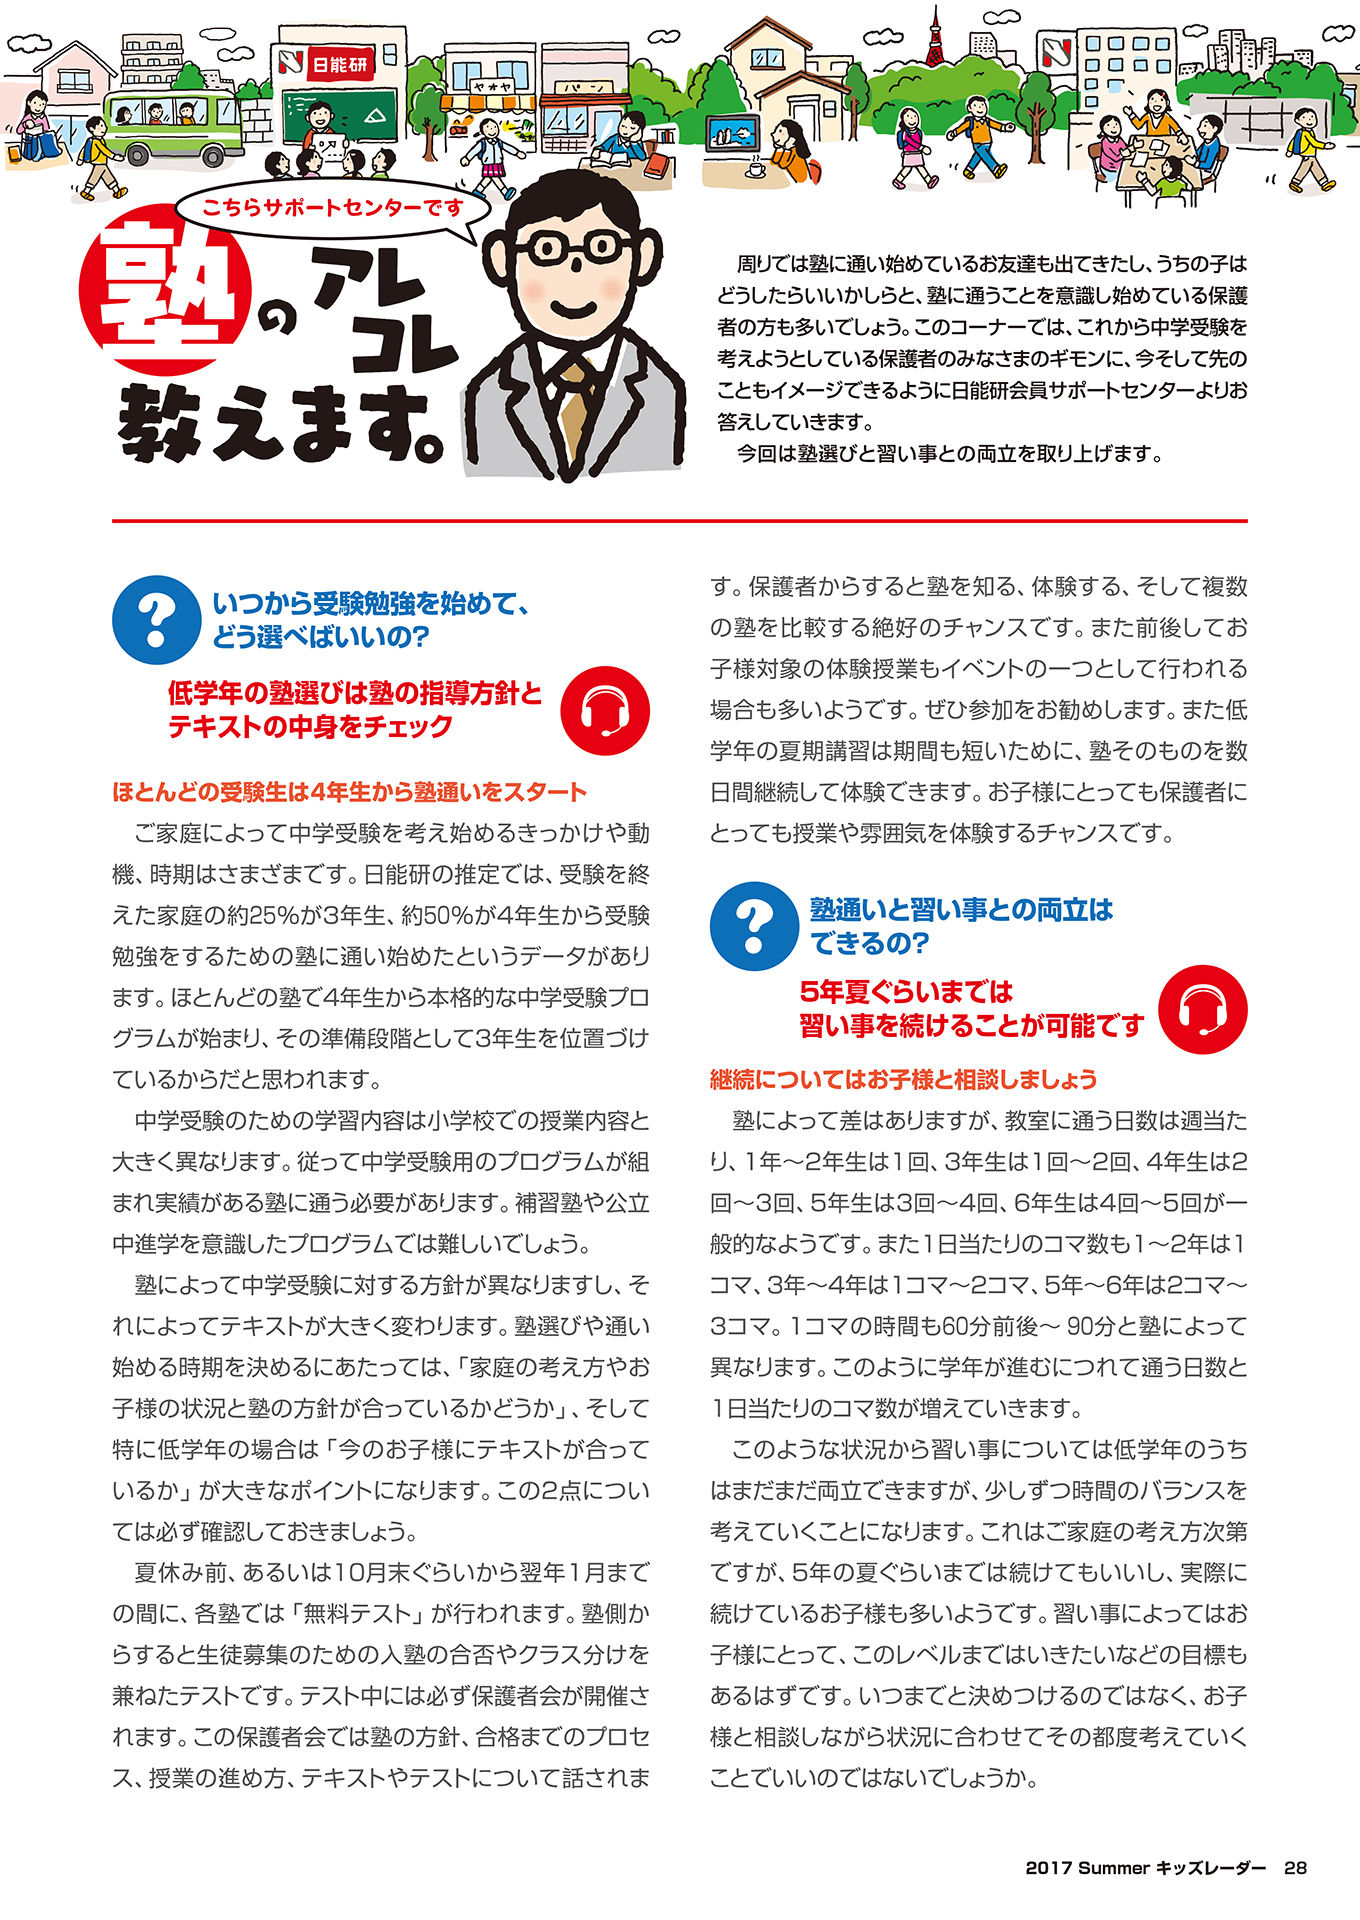 日能研
ヤオヤ
パン
こちらサポートセンターです
塾のアレ
コレ
教えます。
周りでは塾に通い始めているお友達も出てきたし、うちの子は
どうしたらいいかしらと、塾に通うことを意識し始めている保護
者の方も多いでしょう。このコーナーでは、これから中学受験を
考えようとしている保護者のみなさまのギモンに、今そして先の
こともイメージできるように日能研会員サポートセンターよりお
答えしていきます。
今回は塾選びと習い事との両立を取り上げます。
いつから受験勉強を始めて、
どう選べばいいの?
低学年の塾選びは塾の指導方針と
テキストの中身をチェック
ほとんどの受験生は4年生から塾通いをスタート
ご家庭によって中学受験を考え始めるきっかけや動
機、時期はさまざまです。日能研の推定では、受験を終
えた家庭の約25%が3年生、約50%が4年生から受験
勉強をするための塾に通い始めたというデータがあり
ます。ほとんどの塾で4年生から本格的な中学受験プロ
グラムが始まり、その準備段階として3年生を位置づけ
ているからだと思われます。
中学受験のための学習内容は小学校での授業内容と
大きく異なります。従って中学受験用のプログラムが組
まれ実績がある塾に通う必要があります。補習塾や公立
中進学を意識したプログラムでは難しいでしょう。
塾によって中学受験に対する方針が異なりますし、そ
れによってテキストが大きく変わります。塾選びや通い
始める時期を決めるにあたっては、「家庭の考え方やお
子様の状況と塾の方針が合っているかどうか」、そして
特に低学年の場合は「今のお子様にテキストが合って
いるか」が大きなポイントになります。この2点につい
ては必ず確認しておきましょう。
夏休み前、あるいは10月末ぐらいから翌年1月まで
の間に、各塾では「無料テスト」が行われます。塾側か
らすると生徒募集のための入塾の合否やクラス分けを
兼ねたテストです。テスト中には必ず保護者会が開催さ
れます。この保護者会では塾の方針、合格までのプロセ
ス、授業の進め方、テキストやテストについて話されま
す。保護者からすると塾を知る、体験する、そして複数
の塾を比較する絶好のチャンスです。また前後してお
子様対象の体験授業もイベントの一つとして行われる
場合も多いようです。ぜひ参加をお勧めします。また低
学年の夏期講習は期間も短いために、塾そのものを数
日間継続して体験できます。お子様にとっても保護者に
とっても授業や雰囲気を体験するチャンスです。
塾通いと習い事との両立は
できるの?
5年夏ぐらいまでは
習い事を続けることが可能です
継続についてはお子様と相談しましょう
塾によって差はありますが、教室に通う日数は週当た
り、1年〜2年生は1回、3年生は1回〜2回、4年生は2
回〜3回、5年生は3回〜4回、6年生は4回〜5回が一
般的なようです。また1日当たりのコマ数も1〜2年は1
コマ、3年〜4年は1コマ〜2コマ、5年〜6年は2コマ〜
3コマ。1コマの時間も60分前後〜90分と塾によって
異なります。このように学年が進むにつれて通う日数と
1日当たりのコマ数が増えていきます。
このような状況から習い事については低学年のうち
はまだまだ両立できますが、少しずつ時間のバランスを
考えていくことになります。これはご家庭の考え方次第
ですが、5年の夏ぐらいまでは続けてもいいし、実際に
続けているお子様も多いようです。習い事によってはお
子様にとって、このレベルまではいきたいなどの目標も
あるはずです。いつまでと決めつけるのではなく、お子
様と相談しながら状況に合わせてその都度考えていく
ことでいいのではないでしょうか。
2017 Summer キッズレーダー 28